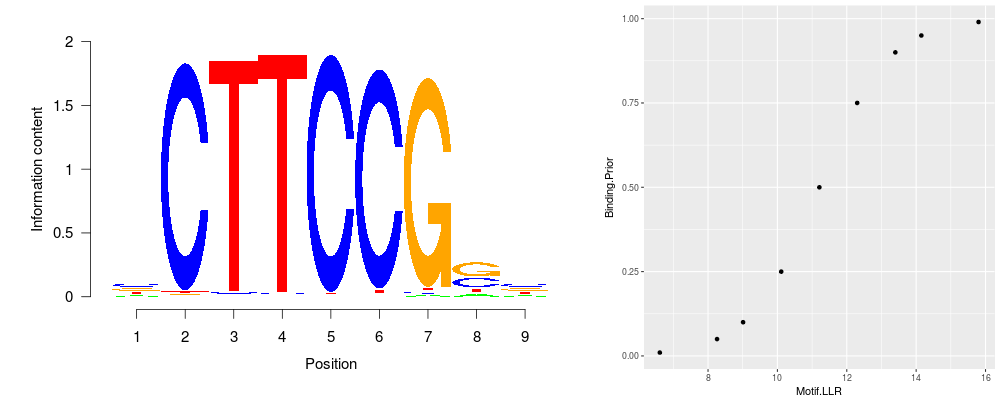 2
1.5
1
0.5
0
Information content
CTTCCG
G
C
1 2 3 4 5 6 7 8 9
Position
1.00
0.75
0.50
0.25
0.00
Binding.Prior
8 10 12 14 16
Motif.LLR